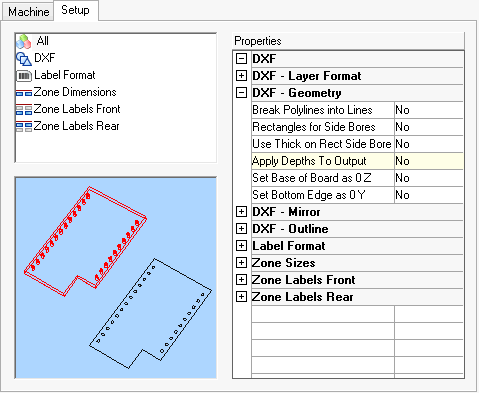 Machine
Setup
All
DXF
Label Format
Zone Dimensions
Zone Labels Front
Zone Labels Rear
Properties
DXF
DXF - Layer Format
DXF - Geometry
Break Polylines into Lines No
Rectangles for Side Bores No
Use Thick on Rect Side Bore No
Apply Depths To Output No
Set Base of Board as 0 Z No
Set Bottom Edge as 0 Y No
DXF - Mirror
DXF - Outline
Label Format
Zone Sizes
Zone Labels Front
Zone Labels Rear